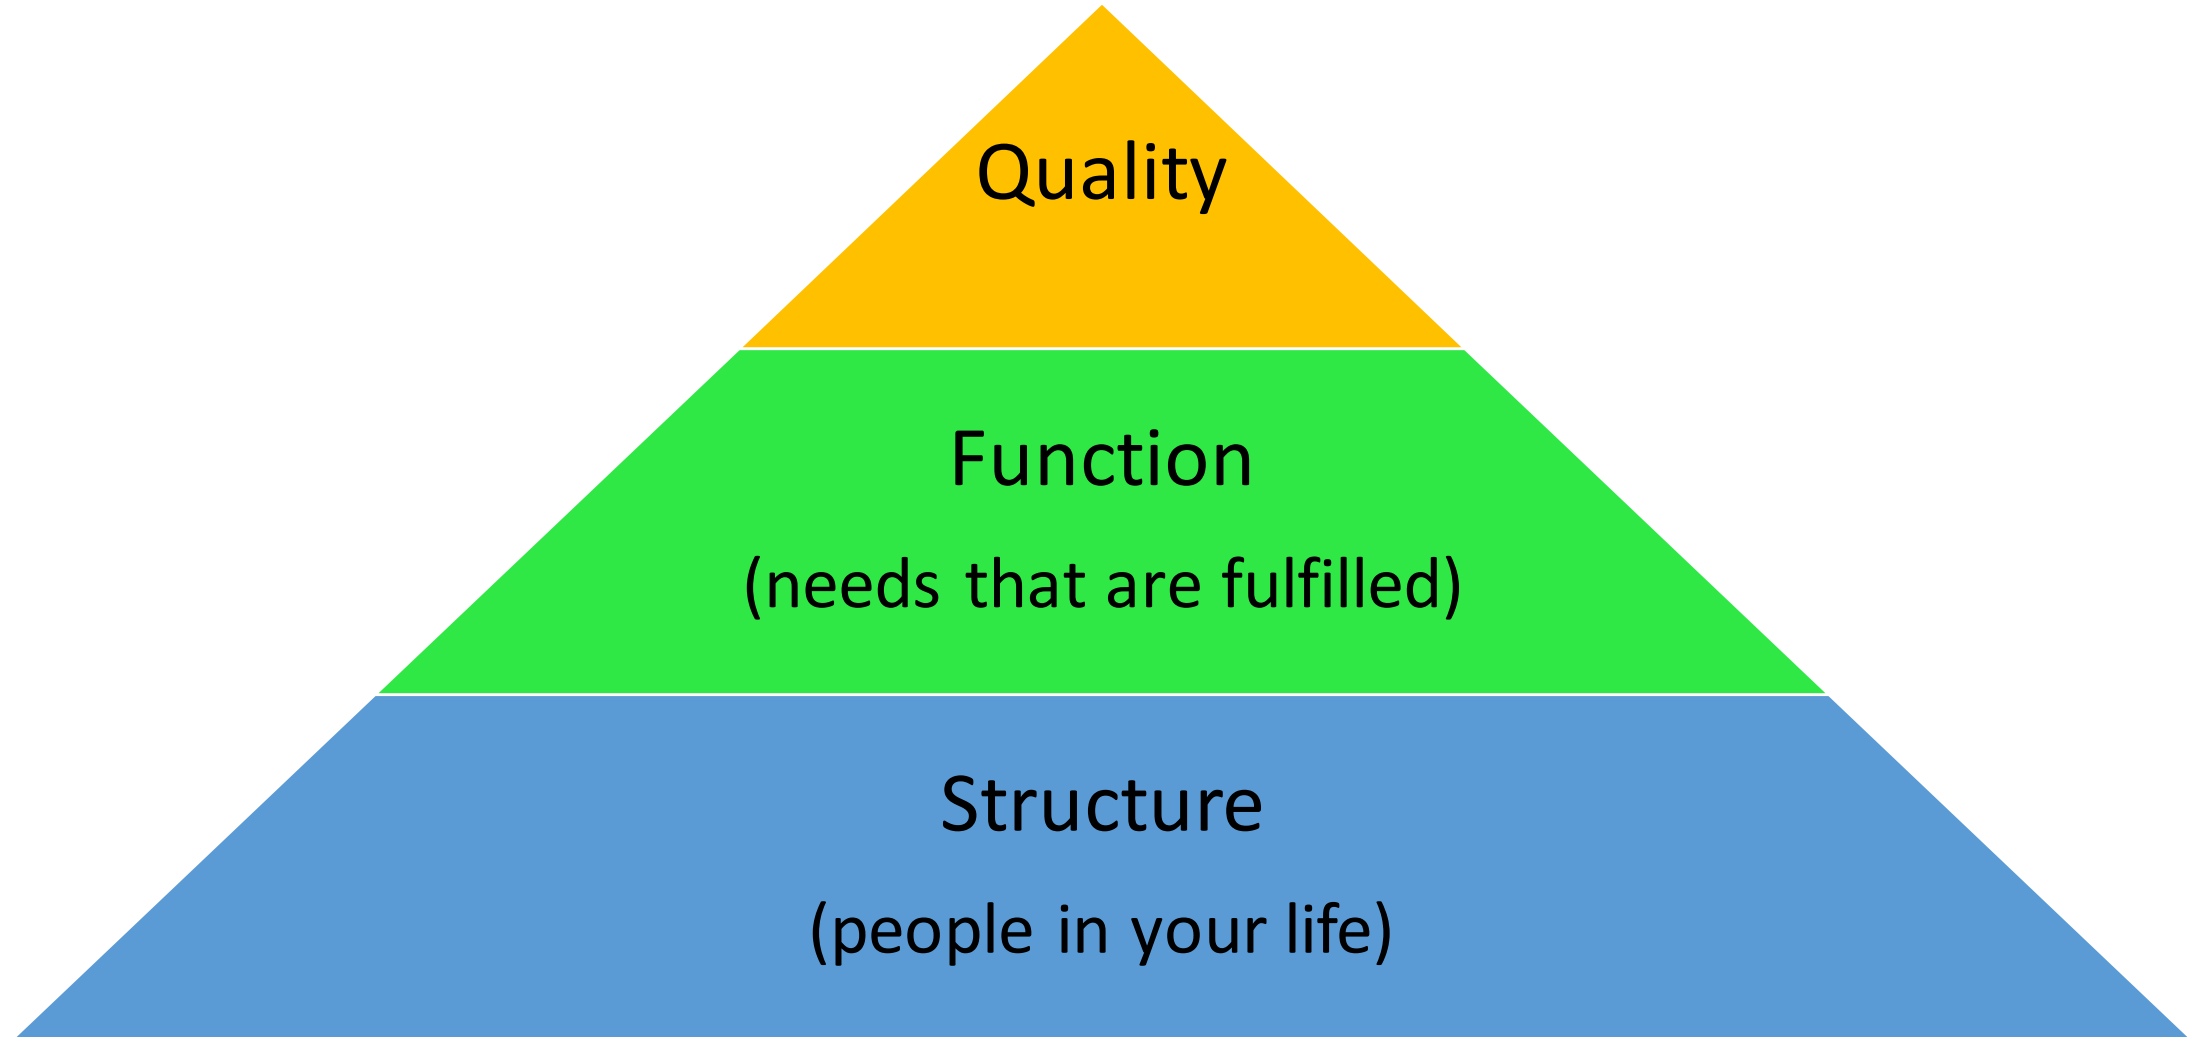 Quality
Function
(needs that are fulfilled)
Structure
(people in your life)